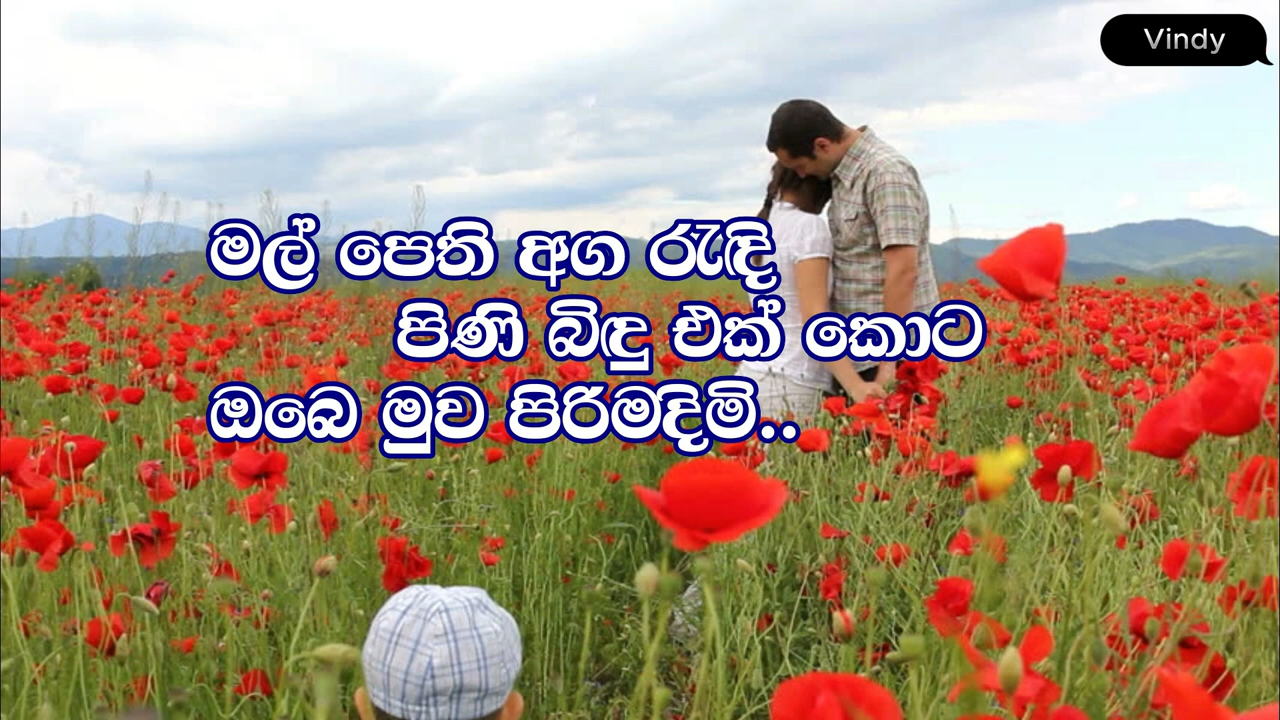 Vindy
මල් පෙති අග රැඳි
පිණි බිඳු එක් කොට
ඔබෙ මුව පිරිමදිමි..